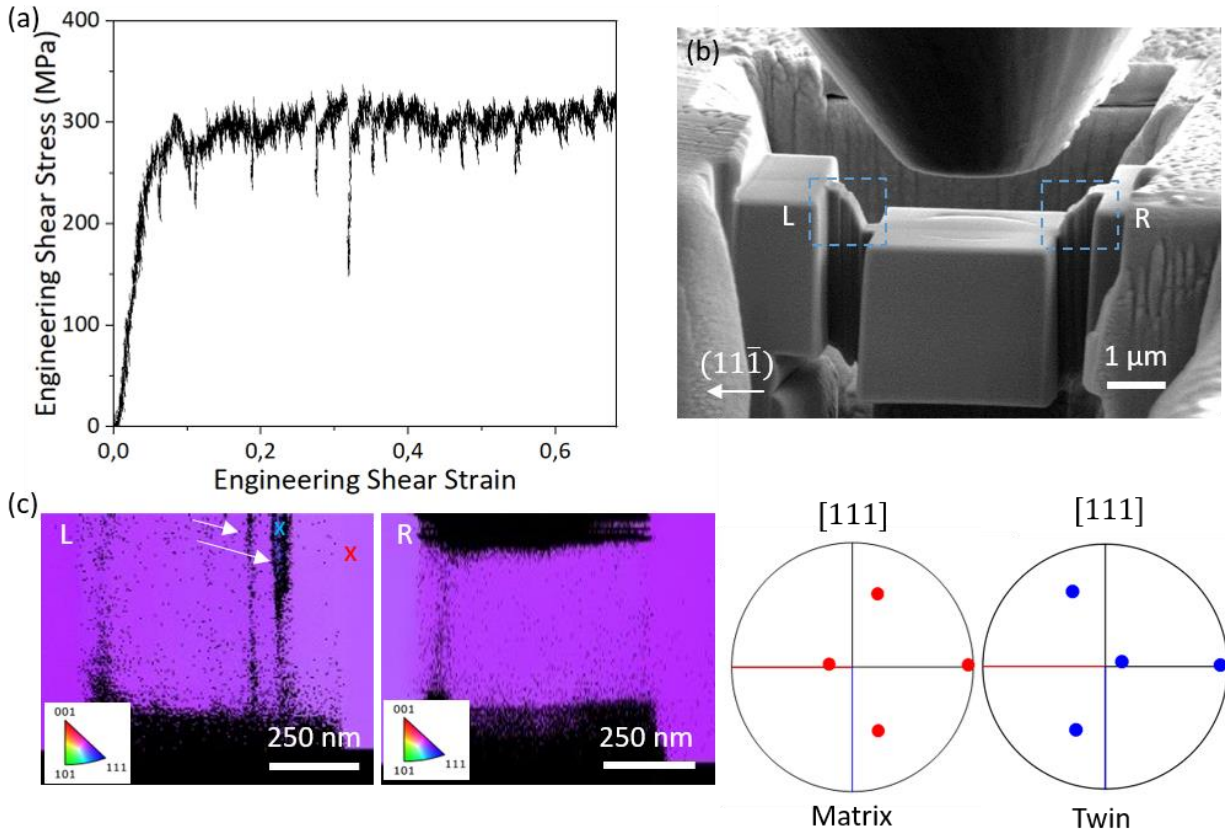 (a)
400
300
200
100
0
Engineering Shear Stress (MPa)
0,0
0,2
0,4
0,6
Engineering Shear Strain
(b)
L
R
(111̅)
1 µm
(c)
L
x
x
001
101
111
250 nm
R
001
101
111
250 nm
[111]
Matrix
[111]
Twin